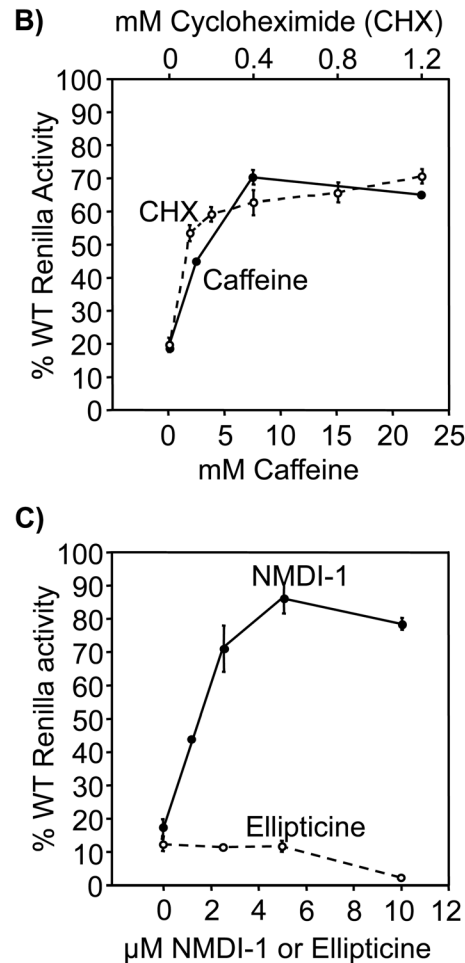 B)
mM Cycloheximide (CHX)
0 0.4 0.8 1.2
100
90
80
70
60
50
40
30
20
10
0
% WT Renilla Activity
CHX
Caffeine
0 5 10 15 20 25
mM Caffeine
C)
100
90
80
70
60
50
40
30
20
10
0
% WT Renilla activity
NMDI-1
Ellipticine
0 2 4 6 8 10 12
μM NMDI-1 or Ellipticine